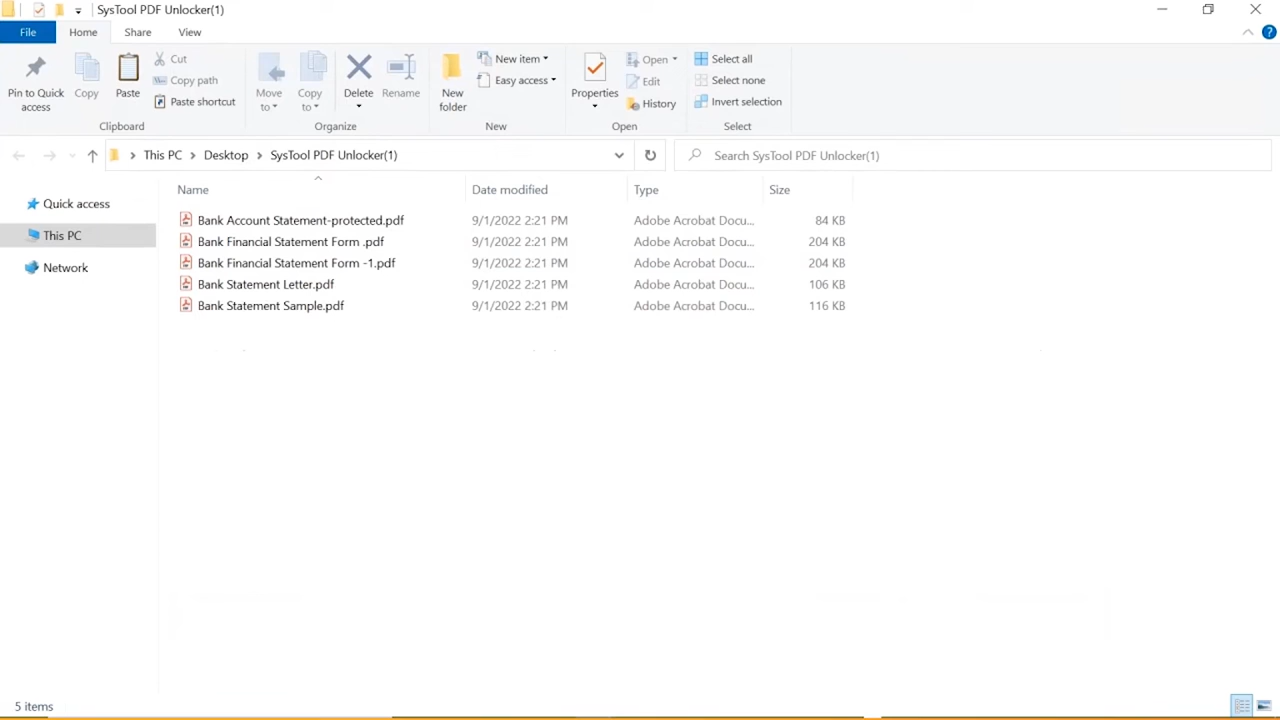 SysTool PDF Unlocker(1)
File Home Share View
Pin to Quick access
Copy
Paste
Cut
Copy path
Paste shortcut
Clipboard
Move to
Copy to
Delete
Rename
Organize
New folder
New item
Easy access
New
Properties
Open
Edit
History
Open
Select all
Select none
Invert selection
Select
This PC Desktop SysTool PDF Unlocker(1)
Search SysTool PDF Unlocker(1)
Quick access
This PC
Network
Name Date modified Type Size
Bank Account Statement-protected.pdf 9/1/2022 2:21 PM Adobe Acrobat Docu... 84 KB
Bank Financial Statement Form .pdf 9/1/2022 2:21 PM Adobe Acrobat Docu... 204 KB
Bank Financial Statement Form -1.pdf 9/1/2022 2:21 PM Adobe Acrobat Docu... 204 KB
Bank Statement Letter.pdf 9/1/2022 2:21 PM Adobe Acrobat Docu... 106 KB
Bank Statement Sample.pdf 9/1/2022 2:21 PM Adobe Acrobat Docu... 116 KB
5 items